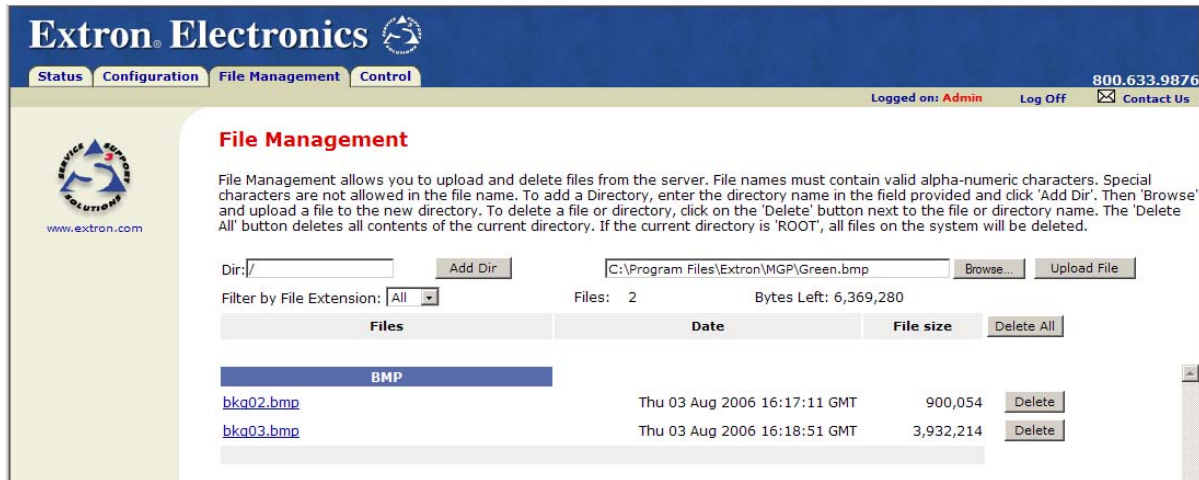 Extron® Electronics
Status Configuration File Management Control
800.633.9876
Logged on: Admin Log Off Contact Us
SERVICE SUPPORT SOLUTIONS
3
S
www.extron.com
File Management
File Management allows you to upload and delete files from the server. File names must contain valid alpha-numeric characters. Special
characters are not allowed in the file name. To add a Directory, enter the directory name in the field provided and click 'Add Dir'. Then 'Browse'
and upload a file to the new directory. To delete a file or directory, click on the 'Delete' button next to the file or directory name. The 'Delete
All' button deletes all contents of the current directory. If the current directory is 'ROOT', all files on the system will be deleted.
Dir: / Add Dir C:\Program Files\Extron\MGP\Green.bmp Browse... Upload File
Filter by File Extension: All Files: 2 Bytes Left: 6,369,280
Files Date File size Delete All
BMP
bkg02.bmp Thu 03 Aug 2006 16:17:11 GMT 900,054 Delete
bkg03.bmp Thu 03 Aug 2006 16:18:51 GMT 3,932,214 Delete